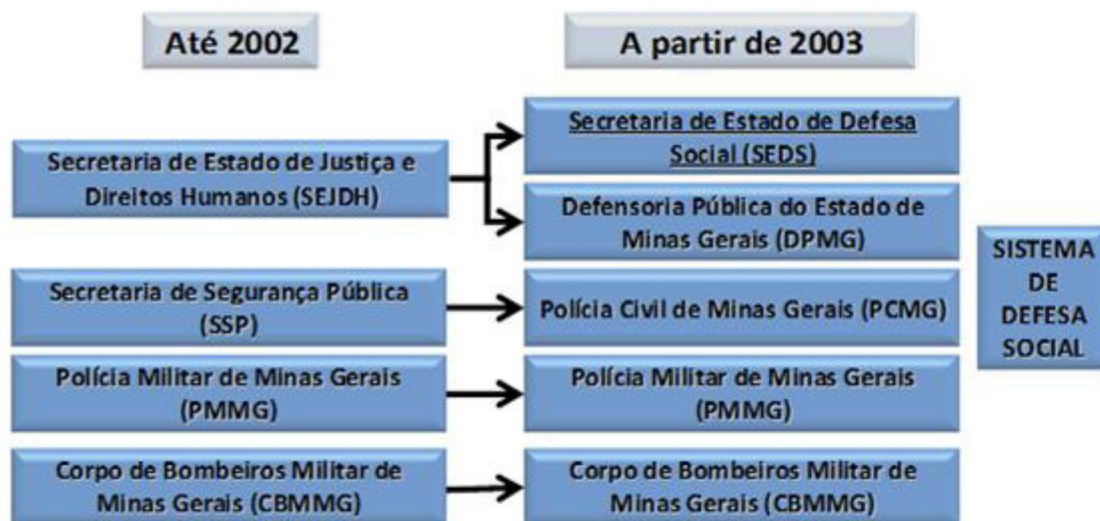 Até 2002
A partir de 2003
Secretaria de Estado de Justiça e
Direitos Humanos (SEJDH)
Secretaria de Estado de Defesa
Social (SEDS)
Defensoria Pública do Estado de
Minas Gerais (DPMG)
Secretaria de Segurança Pública
(SSP)
Polícia Civil de Minas Gerais (PCMG)
Polícia Militar de Minas Gerais
(PMMG)
Polícia Militar de Minas Gerais
(PMMG)
Corpo de Bombeiros Militar de
Minas Gerais (CBMMG)
Corpo de Bombeiros Militar de
Minas Gerais (CBMMG)
SISTEMA
DE
DEFESA
SOCIAL